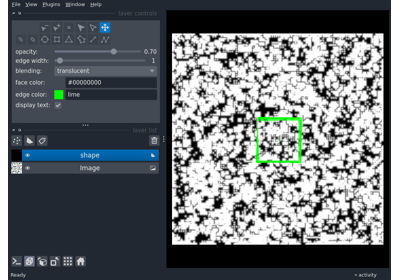 File View Plugins Window Help
layer controls
opacity: 0.70
edge width: 1
blending: translucent
face color: #00000000
edge color: lime
display text:
layer list
shape
Image
Ready
activity